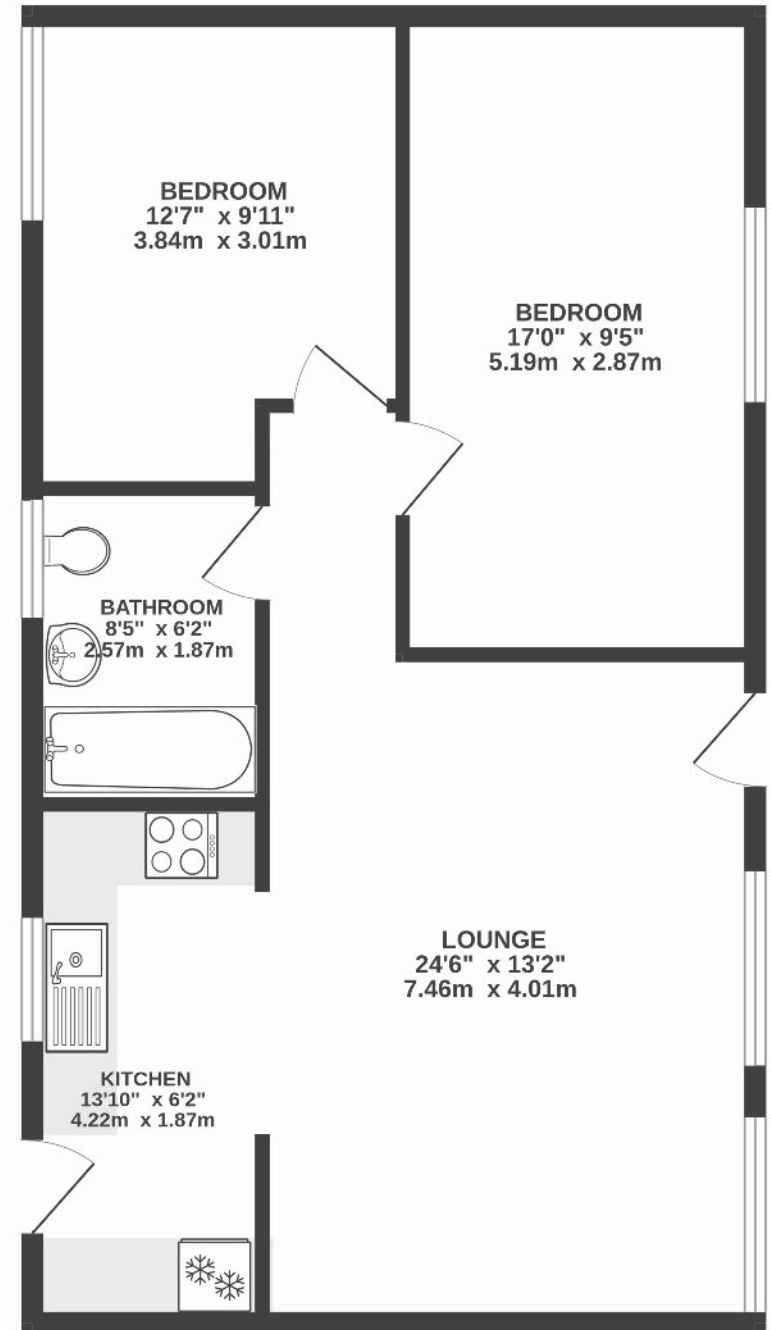 BEDROOM
12'7" x 9'11"
3.84m x 3.01m
BEDROOM
17'0" x 9'5"
5.19m x 2.87m
BATHROOM
8'5" x 6'2"
2.57m x 1.87m
LOUNGE
24'6" x 13'2"
7.46m x 4.01m
KITCHEN
13'10" x 6'2"
4.22m x 1.87m